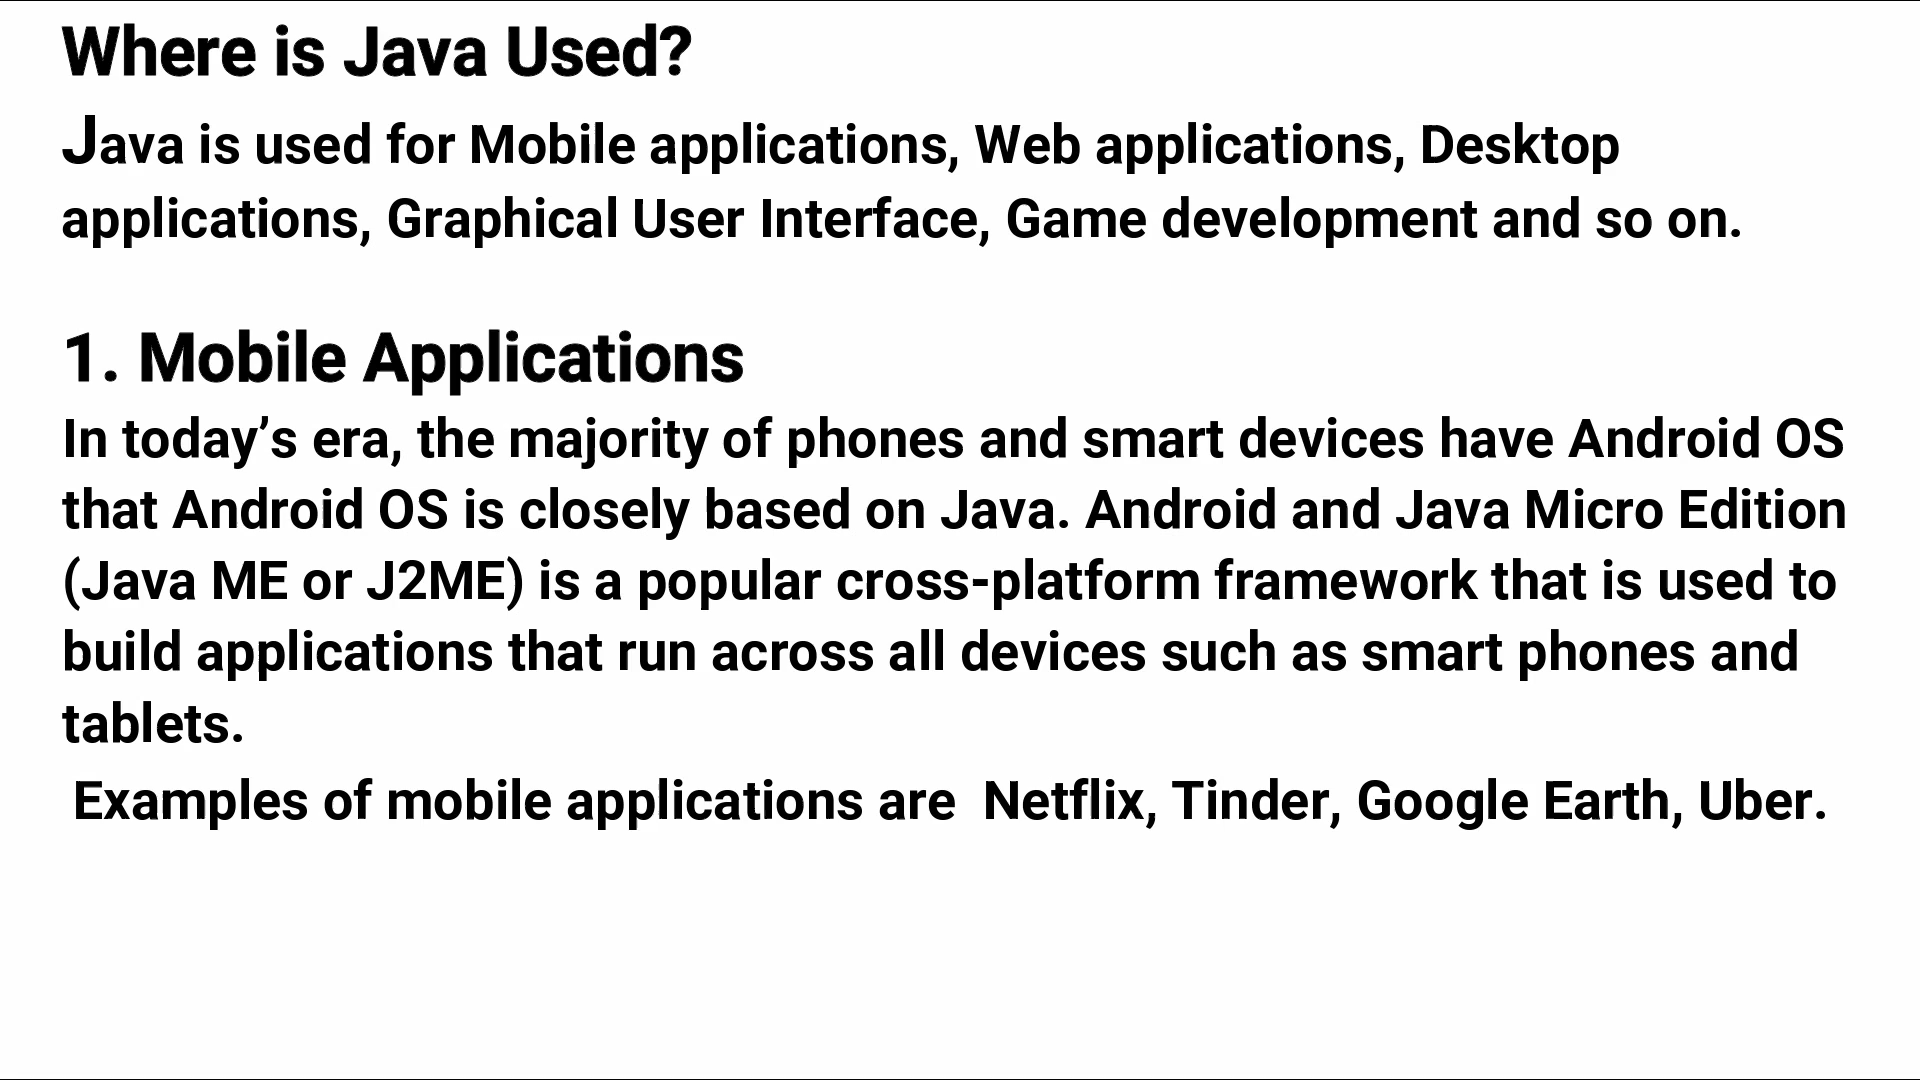 Where is Java Used?
Java is used for Mobile applications, Web applications, Desktop
applications, Graphical User Interface, Game development and so on.
1. Mobile Applications
In today’s era, the majority of phones and smart devices have Android OS
that Android OS is closely based on Java. Android and Java Micro Edition
(Java ME or J2ME) is a popular cross-platform framework that is used to
build applications that run across all devices such as smart phones and
tablets.
Examples of mobile applications are  Netflix, Tinder, Google Earth, Uber.